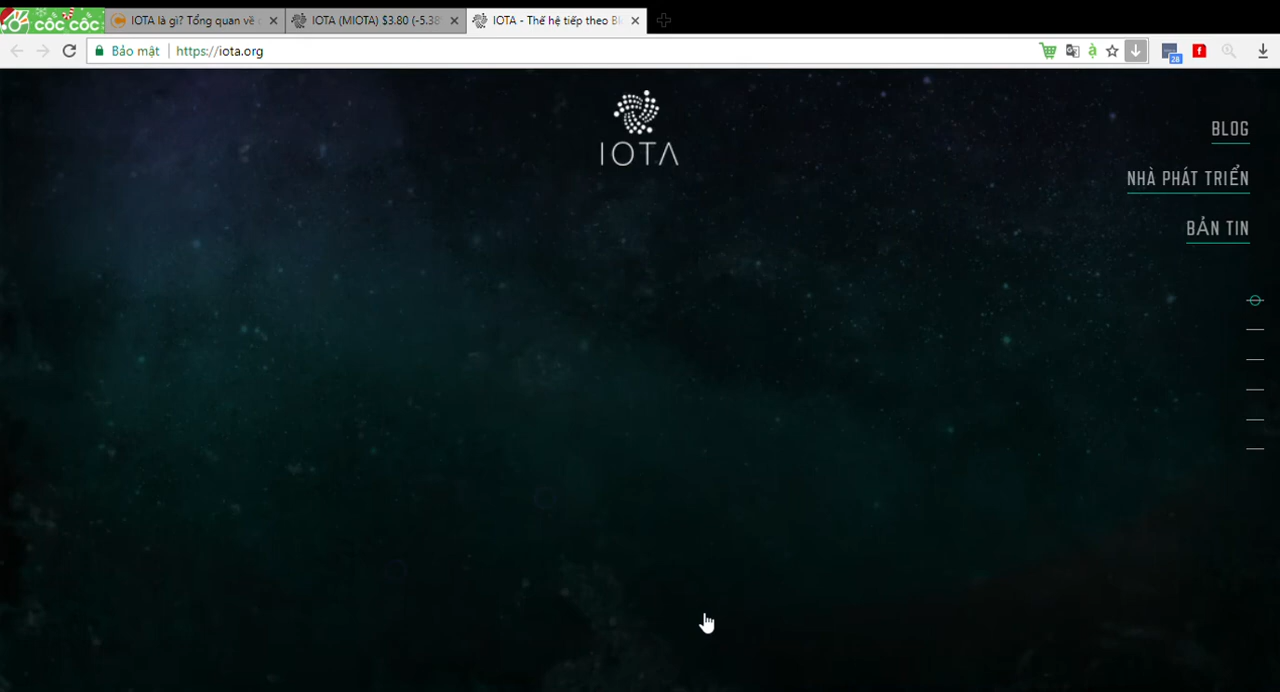 cốc cốc
IOTA là gì? Tổng quan về
IOTA (MIOTA) $3.80 (-5.38
IOTA - Thế hệ tiếp theo Bl
Bảo mật
https://iota.org
28
f
IOTA
BLOG
NHÀ PHÁT TRIỂN
BẢN TIN